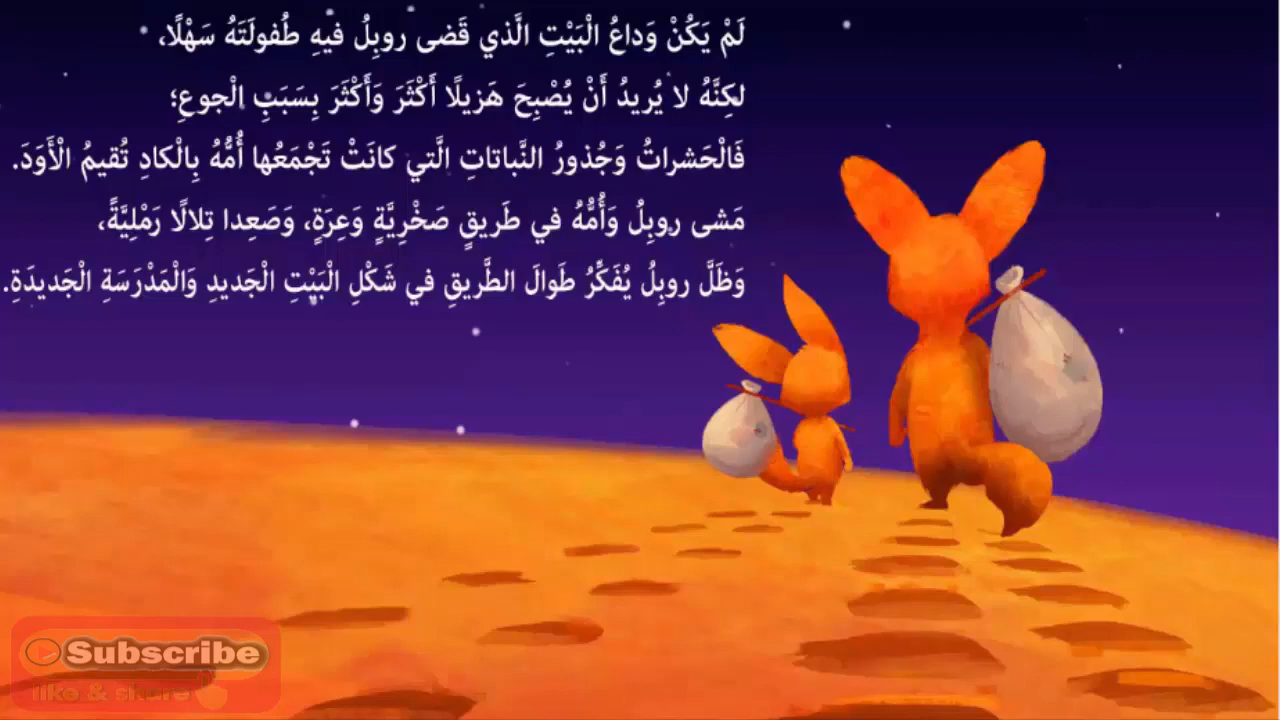 لَمْ يَكُنْ وَداعُ الْبَيْتِ الَّذي قَضى روبِلُ فيهِ طُفولَتَهُ سَهْلًا،
لكِنَّهُ لا يُريدُ أَنْ يُصْبِحَ هَزيلًا أَكْثَرَ وَأَكْثَرَ بِسَبَبِ الْجوعِ؛
فَالْحَشراتُ وَجُذورُ النَّباتاتِ الَّتي كانَتْ تَجْمَعُها أُمُّهُ بِالْكادِ تُقيمُ الْأَوَدَ.
مَشى روبِلُ وَأُمُّهُ في طَريقٍ صَخْرِيَّةٍ وَعِرَةٍ، وَصَعِدا تِلالًا رَمْلِيَّةً،
وَظَلَّ روبِلُ يُفَكِّرُ طَوالَ الطَّريقِ في شَكْلِ الْبَيْتِ الْجَديدِ وَالْمَدْرَسَةِ الْجَديدَةِ.
Subscribe
like & share